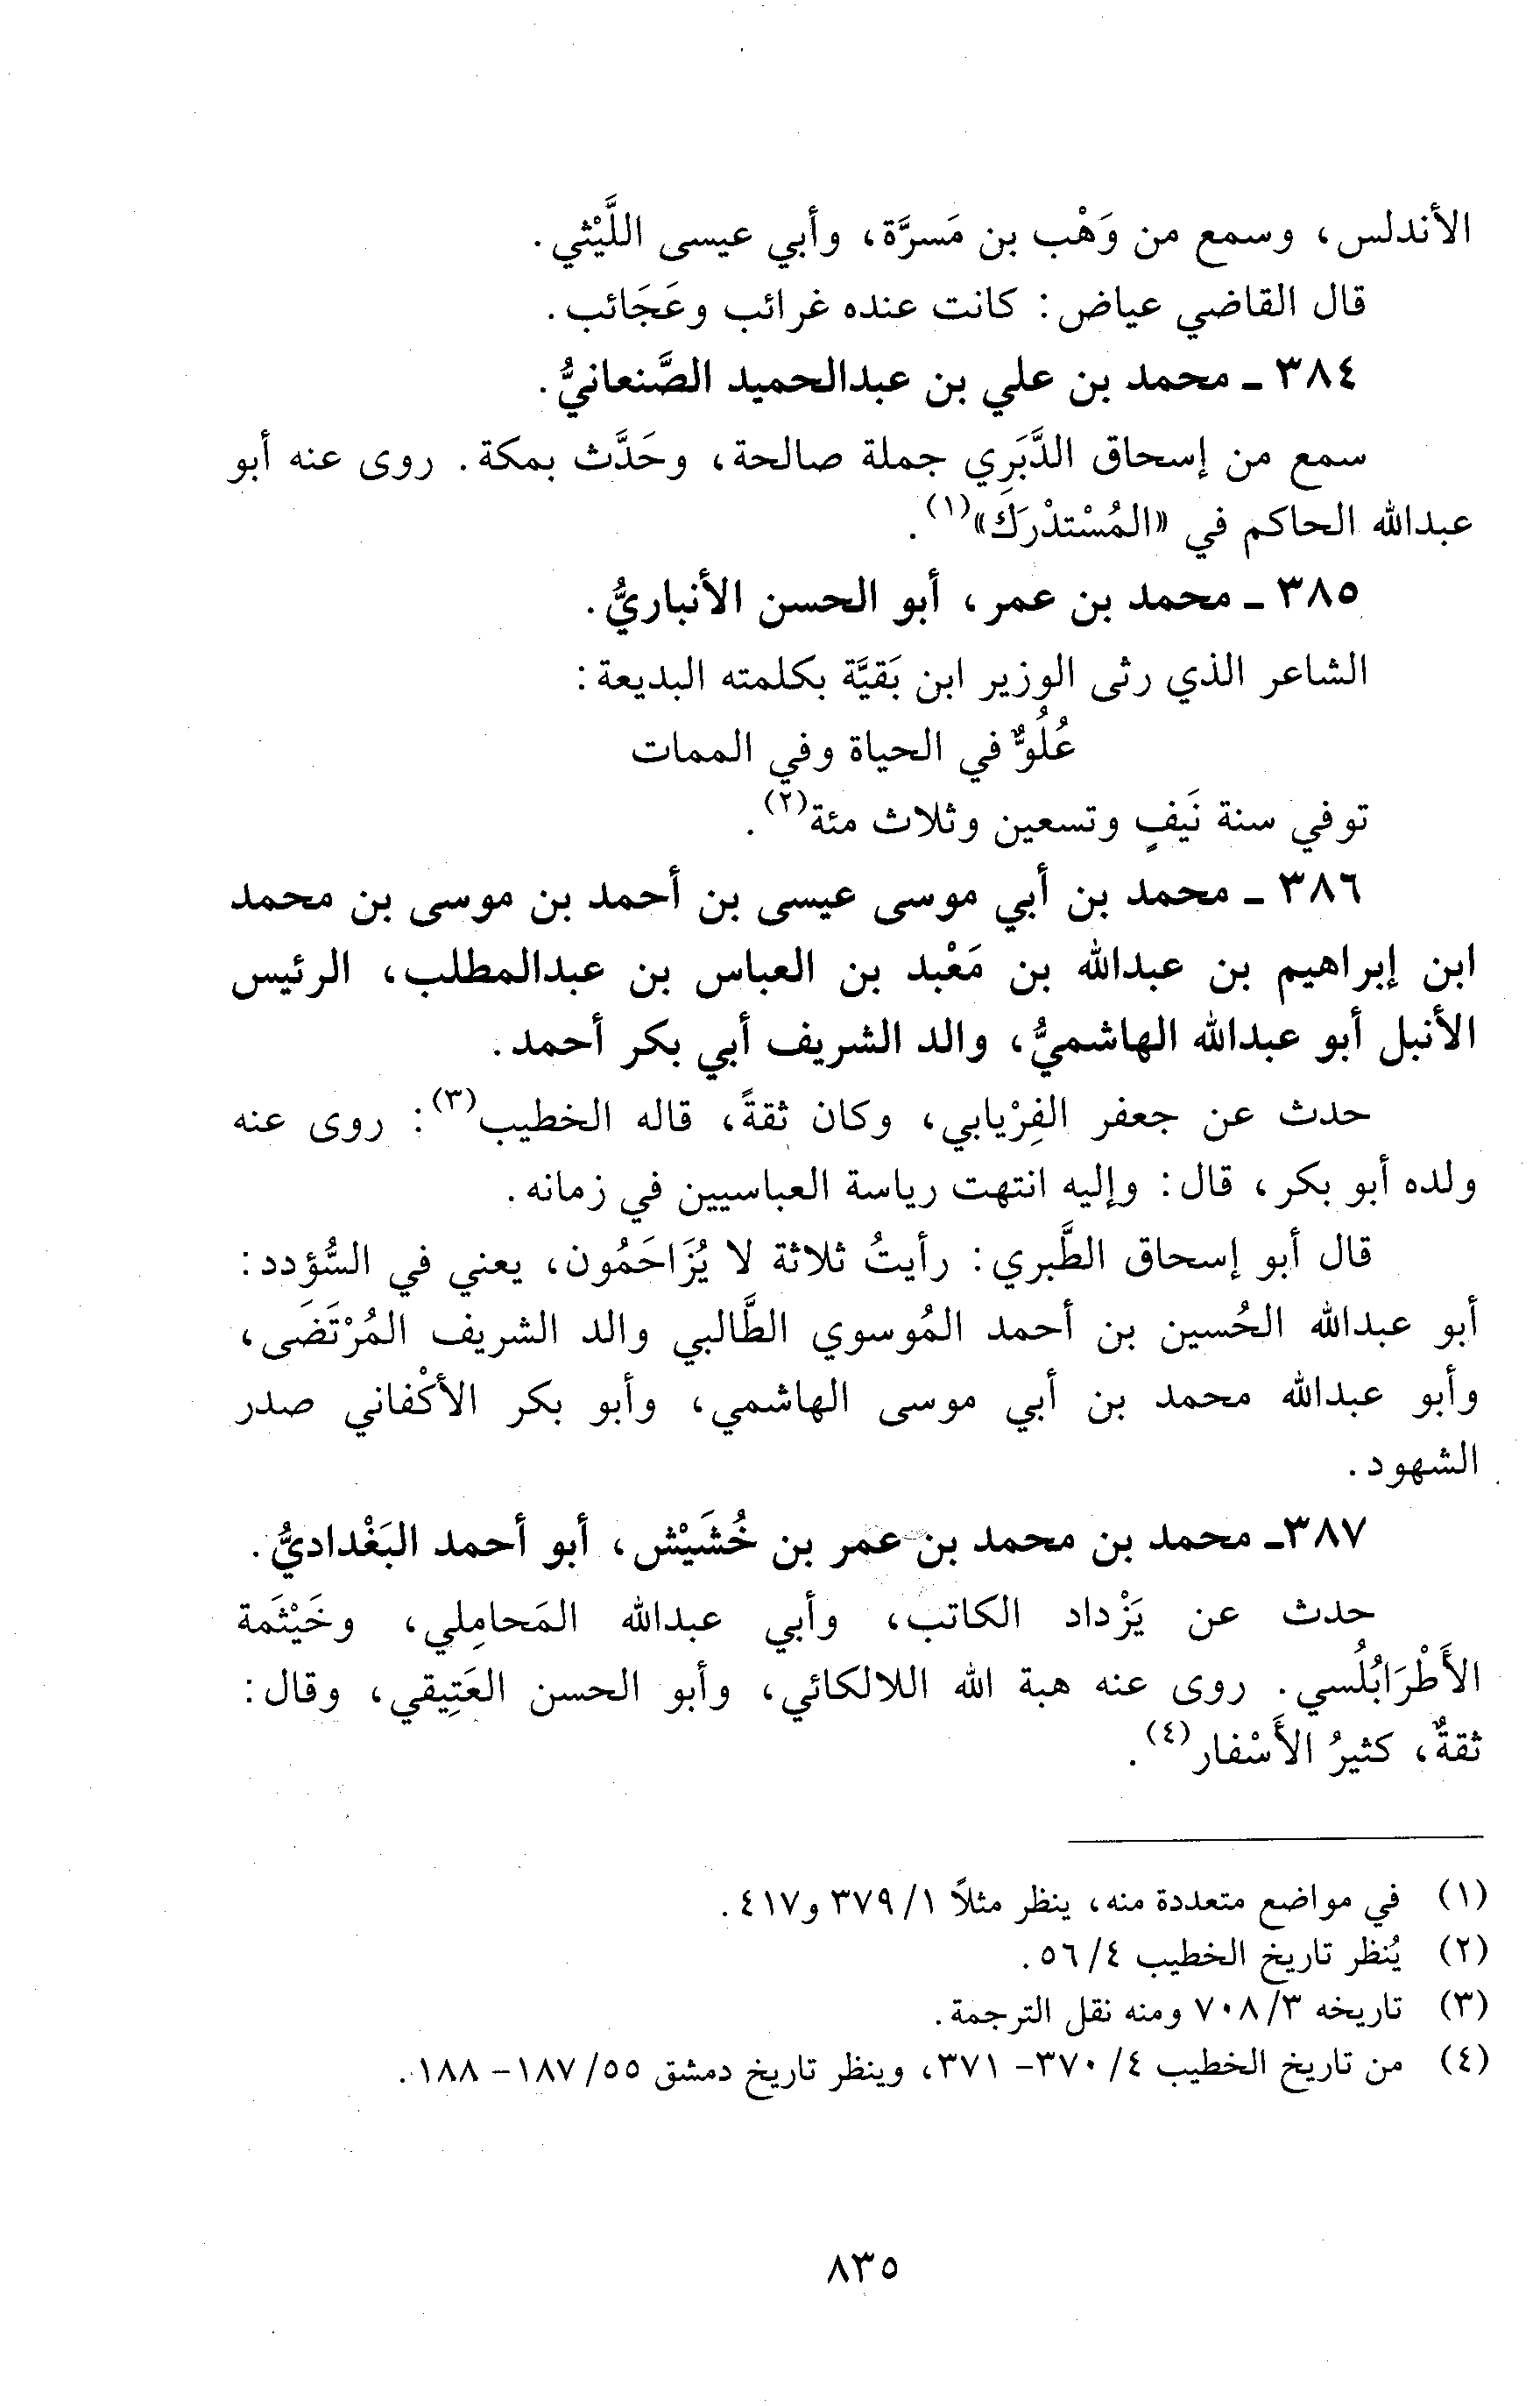 الأندلس، وسمع من وَهْب بن مَسرَّة، وأبي عيسى اللَّيْثي.
قال القاضي عياض: كانت عنده غرائب وعَجَائب.
٣٨٤ ـ محمد بن علي بن عبدالحميد الصَّنعانيُّ.
سمع من إسحاق الدَّبَرِي جملة صالحة، وحَدَّث بمكة. روى عنه أبو
عبدالله الحاكم في «المُسْتدْرَك»(١).
٣٨٥ ـ محمد بن عمر، أبو الحسن الأنباريُّ.
الشاعر الذي رثى الوزير ابن بَقيَّة بكلمته البديعة:
عُلُوٌّ في الحياة وفي الممات
توفي سنة نَيفٍ وتسعين وثلاث مئة(٢).
٣٨٦ ـ محمد بن أبي موسى عيسى بن أحمد بن موسى بن محمد
ابن إبراهيم بن عبدالله بن مَعْبد بن العباس بن عبدالمطلب، الرئيس
الأنبل أبو عبدالله الهاشميُّ، والد الشريف أبي بكر أحمد.
حدث عن جعفر الفِرْيابي، وكان ثقةً، قاله الخطيب(٣): روى عنه
ولده أبو بكر، قال: وإليه انتهت رياسة العباسيين في زمانه.
قال أبو إسحاق الطَّبري: رأيتُ ثلاثة لا يُزَاحَمُون، يعني في السُّؤدد:
أبو عبدالله الحُسين بن أحمد المُوسوي الطَّالبي والد الشريف المُرْتَضَى،
وأبو عبدالله محمد بن أبي موسى الهاشمي، وأبو بكر الأكْفاني صدر
الشهود.
٣٨٧ـ محمد بن محمد بن عمر بن خُشَيْش، أبو أحمد البَغْداديُّ.
حدث عن يَزْداد الكاتب، وأبي عبدالله المَحامِلي، وخَيْثَمة
الأَطْرَابُلُسي. روى عنه هبة الله اللالكائي، وأبو الحسن العَتِيقي، وقال:
ثقةٌ، كثيرُ الأَسْفار(٤).
(١) في مواضع متعددة منه، ينظر مثلاً ١/ ٣٧٩ و٤١٧.
(٢) يُنظر تاريخ الخطيب ٤/ ٥٦.
(٣) تاريخه ٣/ ٧٠٨ ومنه نقل الترجمة.
(٤) من تاريخ الخطيب ٤/ ٣٧٠- ٣٧١، وينظر تاريخ دمشق ٥٥/ ١٨٧- ١٨٨.
٨٣٥